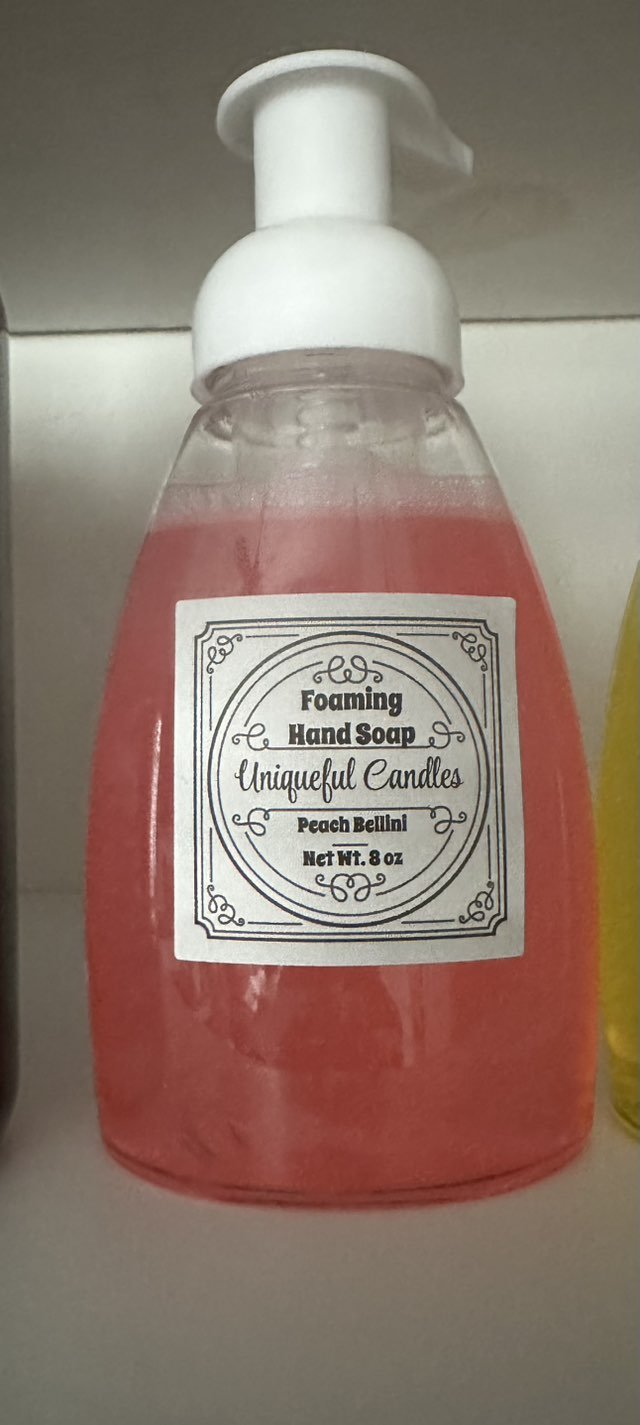 Foaming
Hand Soap
Uniqueful Candles
Peach Bellini
Net Wt. 8 oz